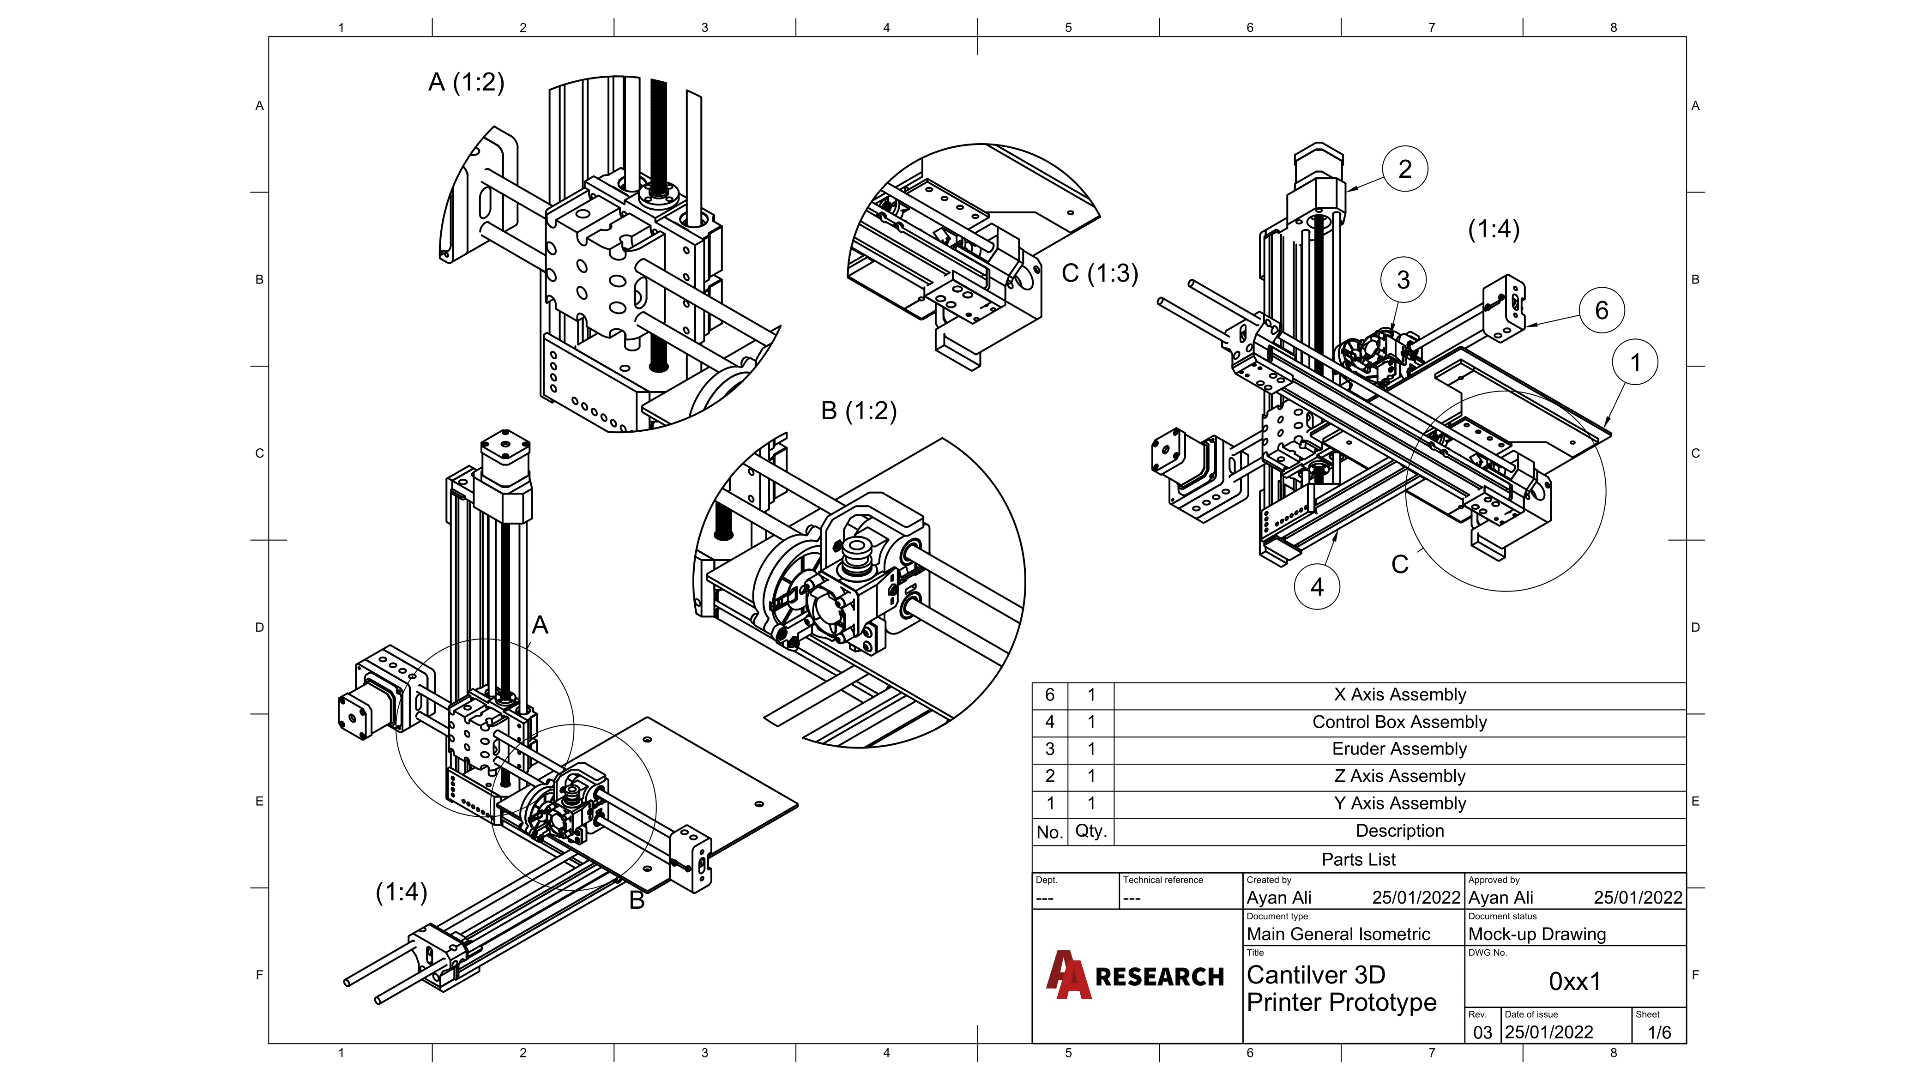 1 2 3 4 5 6 7 8
A (1:2)
A A
2
(1:4)
C (1:3)
B B
3
6
1
B (1:2)
C C
4
C
A
D D
(1:4)
B
E E
6 1 X Axis Assembly
4 1 Control Box Assembly
3 1 Eruder Assembly
2 1 Z Axis Assembly
1 1 Y Axis Assembly
No. Qty. Description
Parts List
Dept. Technical reference Created by Approved by
--- --- Ayan Ali 25/01/2022 Ayan Ali 25/01/2022
Document type Document status
Main General Isometric Mock-up Drawing
Title DWG No.
AA RESEARCH
Cantilver 3D
Printer Prototype
0xx1
Rev. Date of issue Sheet
03 25/01/2022 1/6
F F
1 2 3 4 5 6 7 8